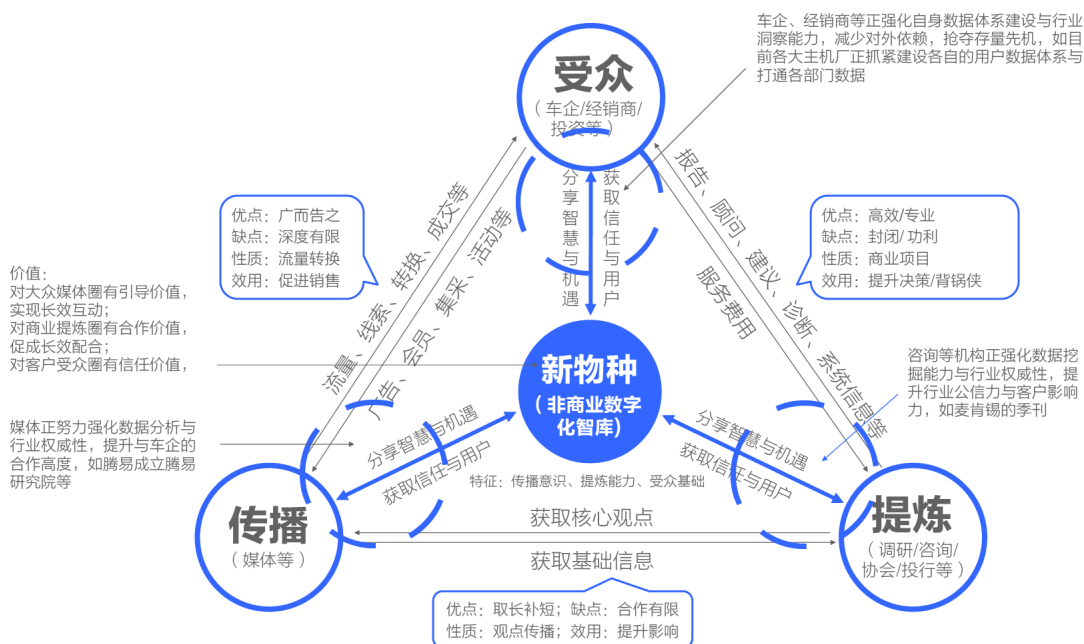 车企、经销商等正强化自身数据体系建设与行业
洞察能力，减少对外依赖，抢夺存量先机，如目
前各大主机厂正抓紧建设各自的用户数据体系与
打通各部门数据
受众
（车企/经销商/
投资等）
分享智慧与机遇
获取信任与用户
流量、线索、转换、成交等
广告、会员、集采、活动等
报告、顾问、建议、诊断、系统信息等
服务费用
优点：广而告之
缺点：深度有限
性质：流量转换
效用：促进销售
优点：高效/专业
缺点：封闭/ 功利
性质：商业项目
效用：提升决策/背锅侠
价值：
对大众媒体圈有引导价值，
实现长效互动；
对商业提炼圈有合作价值，
促成长效配合；
对客户受众圈有信任价值，
新物种
（非商业数字
化智库)
咨询等机构正强化数据挖
掘能力与行业权威性，提
升行业公信力与客户影响
力，如麦肯锡的季刊
媒体正努力强化数据分析与
行业权威性，提升与车企的
合作高度，如腾易成立腾易
研究院等
分享智慧与机遇
获取信任与用户
分享智慧与机遇
获取信任与用户
特征：传播意识、提炼能力、受众基础
传播
（媒体等）
获取核心观点
获取基础信息
提炼
（调研/咨询/
协会/投行等）
优点：取长补短；缺点：合作有限
性质：观点传播；效用：提升影响